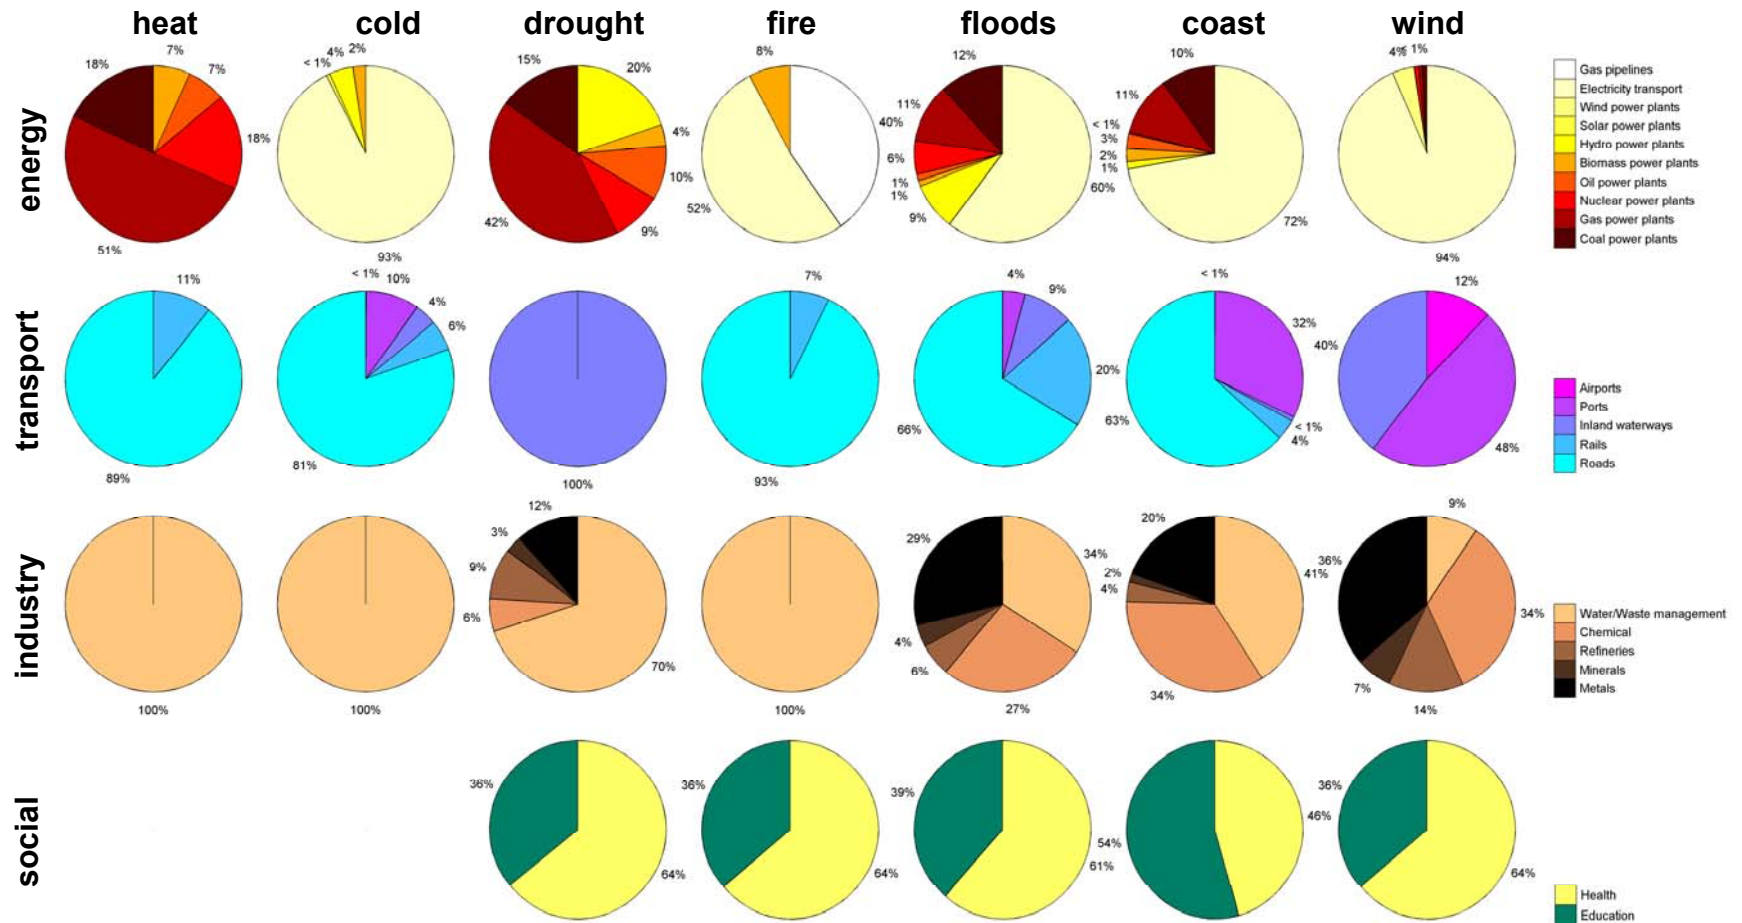 heat cold drought fire floods coast wind
energy
18% 7% 7% 18% 51%
< 1% 4% 2% 93%
15% 20% 4% 10% 9% 42%
8% 40% 52%
12% 11% 6% 1% 1% 9% 60%
10% 11% < 1% 3% 2% 1% 72%
4% < 1% 94%
Gas pipelines
Electricity transport
Wind power plants
Solar power plants
Hydro power plants
Biomass power plants
Oil power plants
Nuclear power plants
Gas power plants
Coal power plants
transport
11% 89%
< 1% 10% 4% 6% 81%
100%
7% 93%
4% 9% 20% 66%
< 1% 32% < 1% 4% 63%
12% 48% 40%
Airports
Ports
Inland waterways
Rails
Roads
industry
100%
100%
12% 3% 9% 6% 70%
100%
29% 34% 4% 6% 27%
20% 2% 4% 34% 41%
9% 36% 34% 7% 14%
Water/Waste management
Chemical
Refineries
Minerals
Metals
social
36% 64%
36% 64%
39% 61%
54% 46%
36% 64%
Health
Education